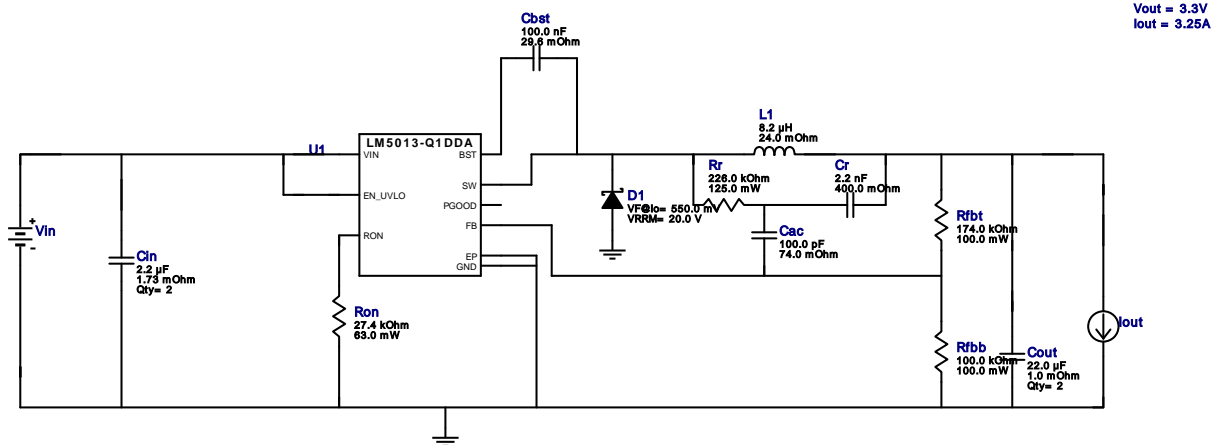 Vout = 3.3V
Iout = 3.25A
Cbst
100.0 nF
29.6 mOhm
U1
LM5013-Q1DDA
VIN
BST
EN_UVLO
SW
PGOOD
RON
FB
EP
GND
L1
8.2 µH
24.0 mOhm
Rr
226.0 kOhm
125.0 mW
Cr
2.2 nF
400.0 mOhm
D1
VF@Io= 550.0 mV
VRRM= 20.0 V
Cac
100.0 pF
74.0 mOhm
Rfbt
174.0 kOhm
100.0 mW
+
Vin
-
Cin
2.2 µF
1.73 mOhm
Qty= 2
Ron
27.4 kOhm
63.0 mW
Rfbb
100.0 kOhm
100.0 mW
Cout
22.0 µF
1.0 mOhm
Qty= 2
Iout